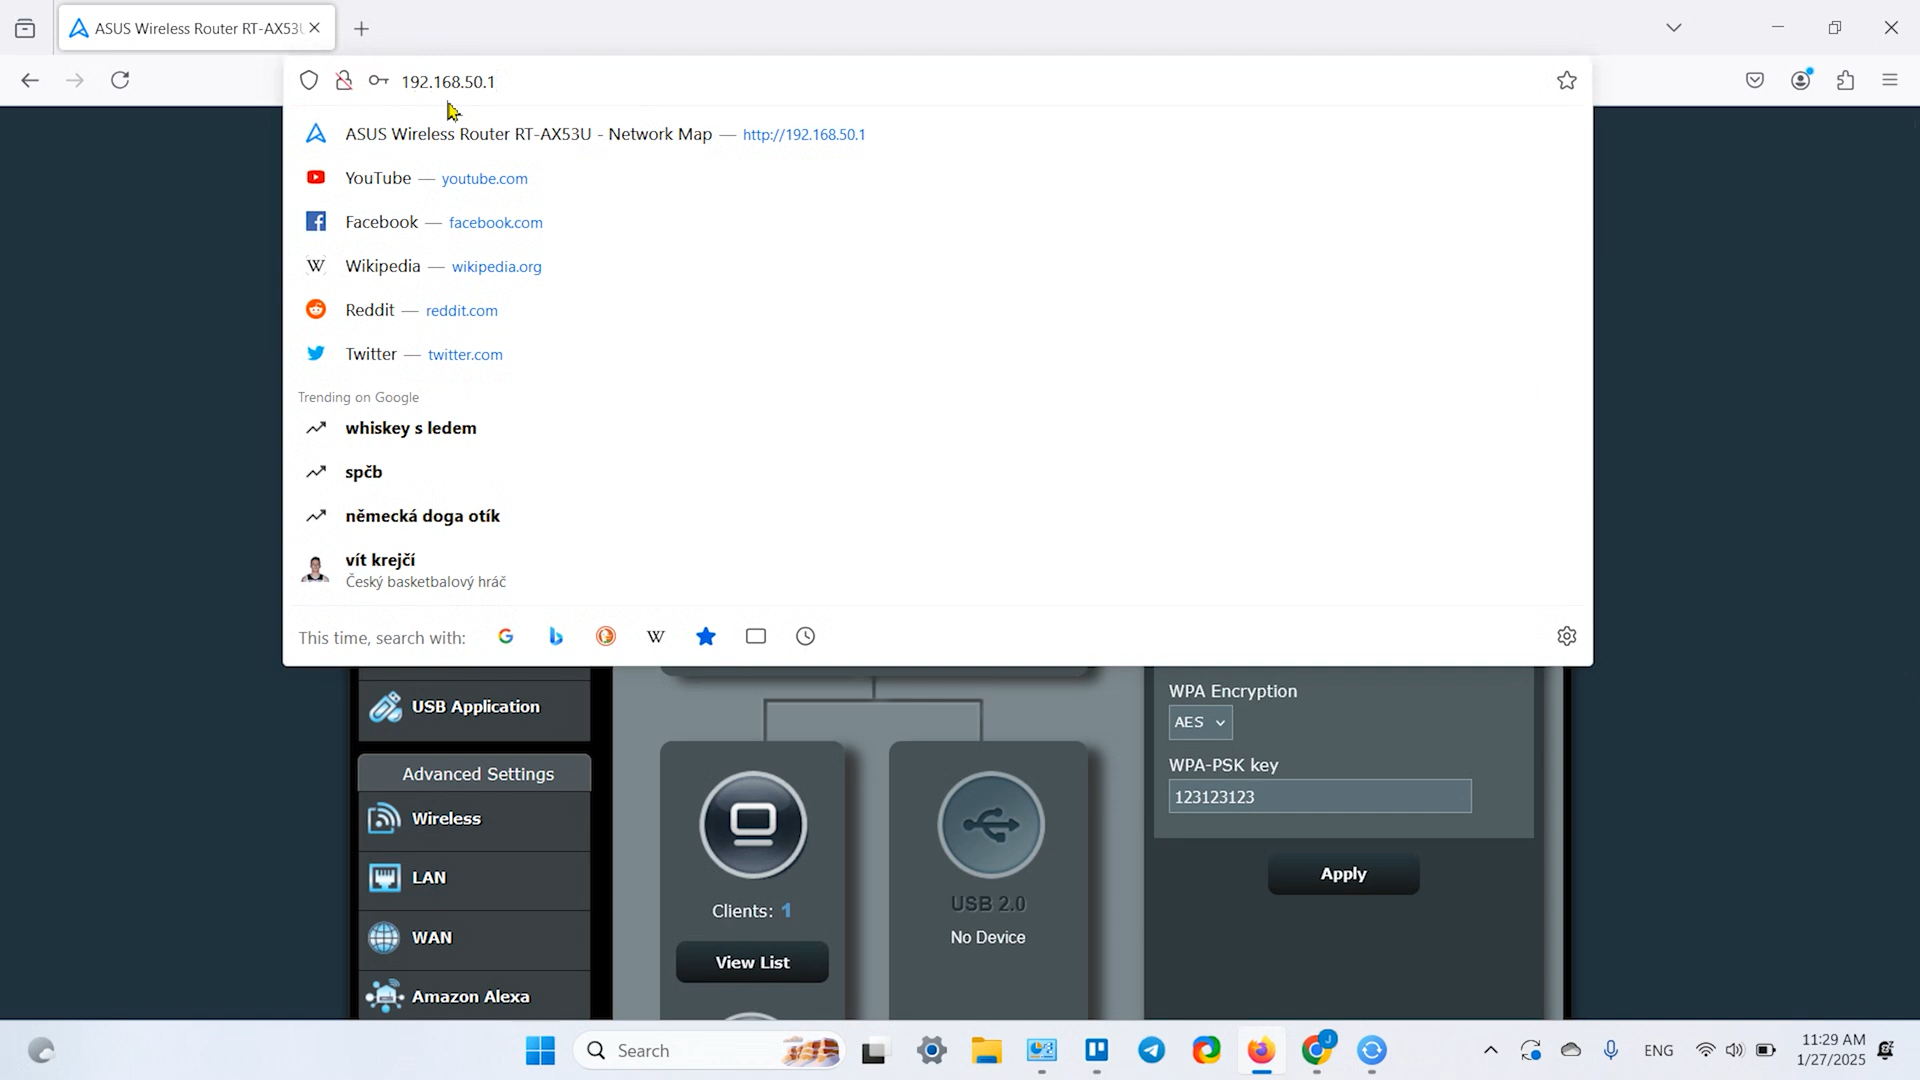 ASUS Wireless Router RT-AX53U
192.168.50.1
ASUS Wireless Router RT-AX53U - Network Map — http://192.168.50.1
YouTube — youtube.com
Facebook — facebook.com
Wikipedia — wikipedia.org
Reddit — reddit.com
Twitter — twitter.com
Trending on Google
whiskey s ledem
spčb
německá doga otík
vít krejčí
Český basketbalový hráč
This time, search with:
USB Application
Advanced Settings
Wireless
LAN
WAN
Amazon Alexa
Clients: 1
View List
USB 2.0
No Device
WPA Encryption
AES
WPA-PSK key
123123123
Apply
Search
J
ENG
11:29 AM
1/27/2025